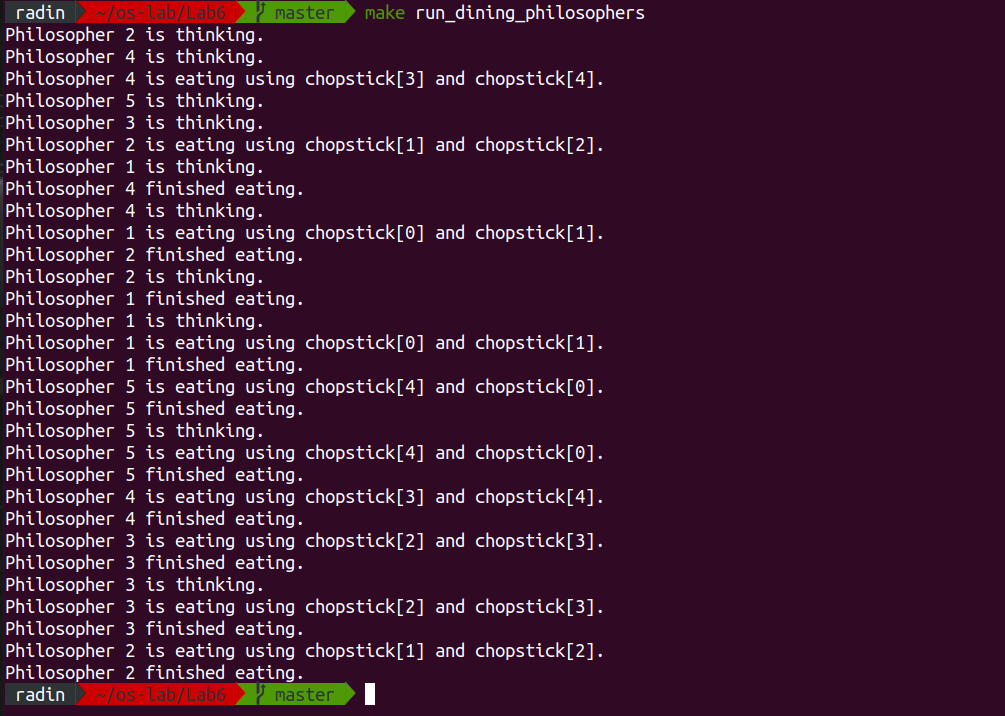 radin ~/os-lab/Lab6 master make run_dining_philosophers
Philosopher 2 is thinking.
Philosopher 4 is thinking.
Philosopher 4 is eating using chopstick[3] and chopstick[4].
Philosopher 5 is thinking.
Philosopher 3 is thinking.
Philosopher 2 is eating using chopstick[1] and chopstick[2].
Philosopher 1 is thinking.
Philosopher 4 finished eating.
Philosopher 4 is thinking.
Philosopher 1 is eating using chopstick[0] and chopstick[1].
Philosopher 2 finished eating.
Philosopher 2 is thinking.
Philosopher 1 finished eating.
Philosopher 1 is thinking.
Philosopher 1 is eating using chopstick[0] and chopstick[1].
Philosopher 1 finished eating.
Philosopher 5 is eating using chopstick[4] and chopstick[0].
Philosopher 5 finished eating.
Philosopher 5 is thinking.
Philosopher 5 is eating using chopstick[4] and chopstick[0].
Philosopher 5 finished eating.
Philosopher 4 is eating using chopstick[3] and chopstick[4].
Philosopher 4 finished eating.
Philosopher 3 is eating using chopstick[2] and chopstick[3].
Philosopher 3 finished eating.
Philosopher 3 is thinking.
Philosopher 3 is eating using chopstick[2] and chopstick[3].
Philosopher 3 finished eating.
Philosopher 2 is eating using chopstick[1] and chopstick[2].
Philosopher 2 finished eating.
radin ~/os-lab/Lab6 master